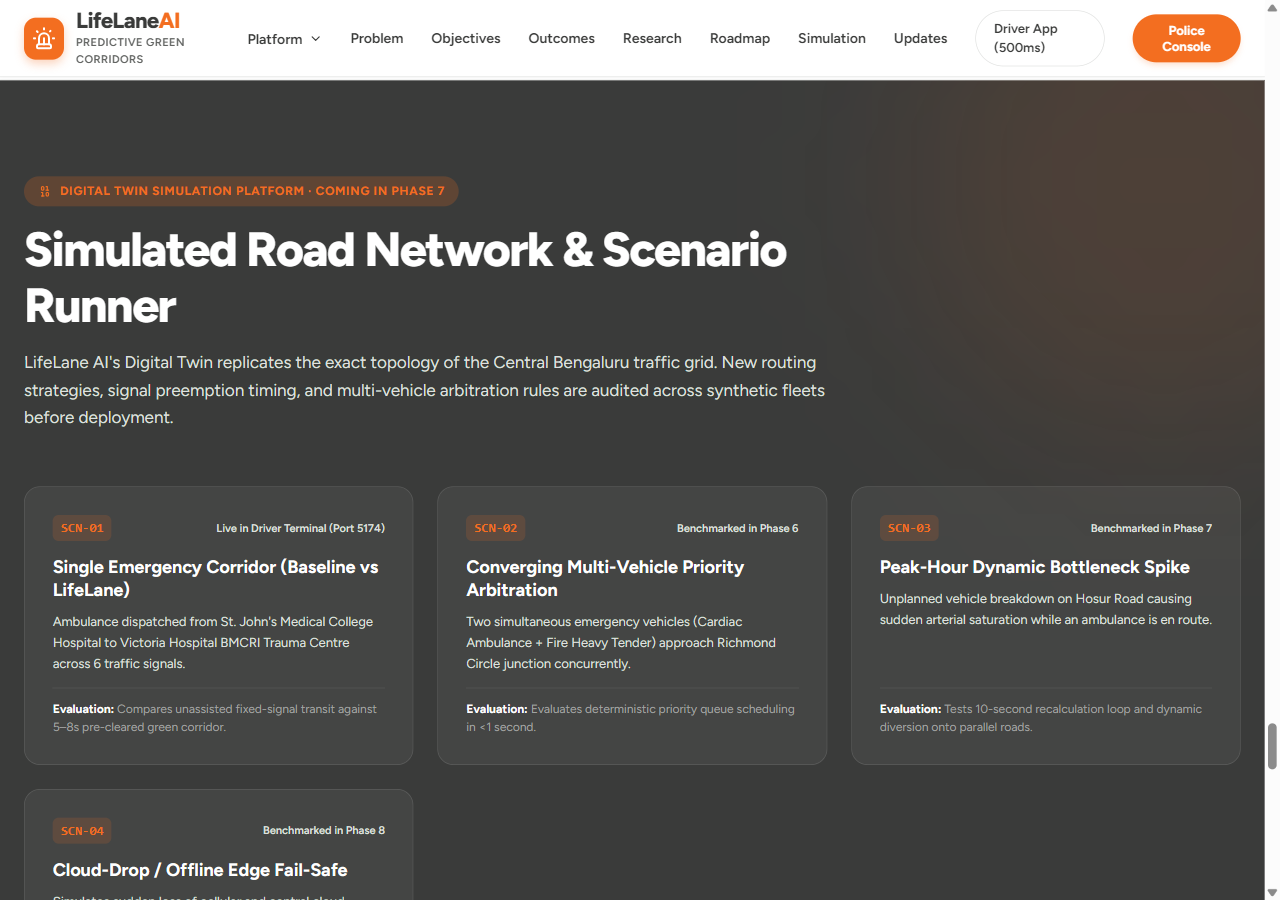 LifeLaneAI
PREDICTIVE GREEN
CORRIDORS
Platform
Problem
Objectives
Outcomes
Research
Roadmap
Simulation
Updates
Driver App
(500ms)
Police
Console
DIGITAL TWIN SIMULATION PLATFORM · COMING IN PHASE 7
Simulated Road Network & Scenario
Runner
LifeLane AI's Digital Twin replicates the exact topology of the Central Bengaluru traffic grid. New routing
strategies, signal preemption timing, and multi-vehicle arbitration rules are audited across synthetic fleets
before deployment.
SCN-01
Live in Driver Terminal (Port 5174)
Single Emergency Corridor (Baseline vs
LifeLane)
Ambulance dispatched from St. John's Medical College
Hospital to Victoria Hospital BMCRI Trauma Centre
across 6 traffic signals.
Evaluation: Compares unassisted fixed-signal transit against
5–8s pre-cleared green corridor.
SCN-02
Benchmarked in Phase 6
Converging Multi-Vehicle Priority
Arbitration
Two simultaneous emergency vehicles (Cardiac
Ambulance + Fire Heavy Tender) approach Richmond
Circle junction concurrently.
Evaluation: Evaluates deterministic priority queue scheduling
in <1 second.
SCN-03
Benchmarked in Phase 7
Peak-Hour Dynamic Bottleneck Spike
Unplanned vehicle breakdown on Hosur Road causing
sudden arterial saturation while an ambulance is en route.
Evaluation: Tests 10-second recalculation loop and dynamic
diversion onto parallel roads.
SCN-04
Benchmarked in Phase 8
Cloud-Drop / Offline Edge Fail-Safe